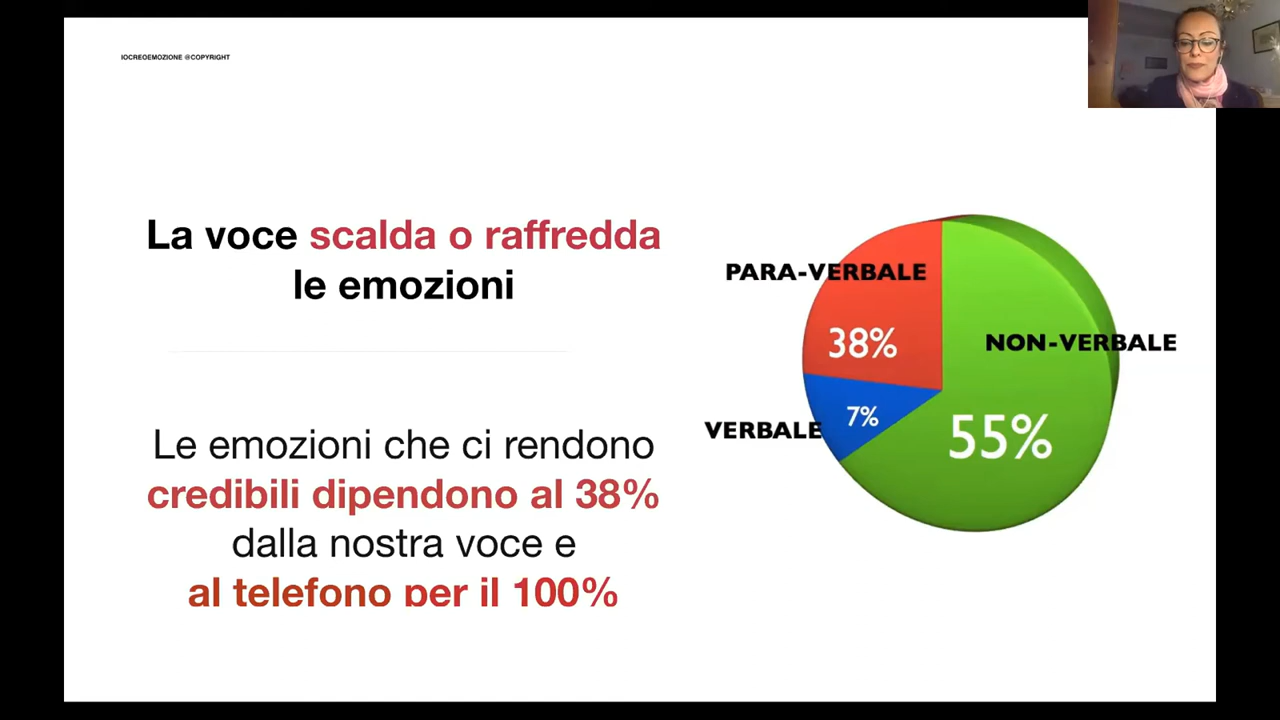 IOCREOEMOZIONE @COPYRIGHT
La voce scalda o raffredda
le emozioni
Le emozioni che ci rendono
credibili dipendono al 38%
dalla nostra voce e
al telefono per il 100%
PARA-VERBALE
38%
NON-VERBALE
55%
VERBALE
7%